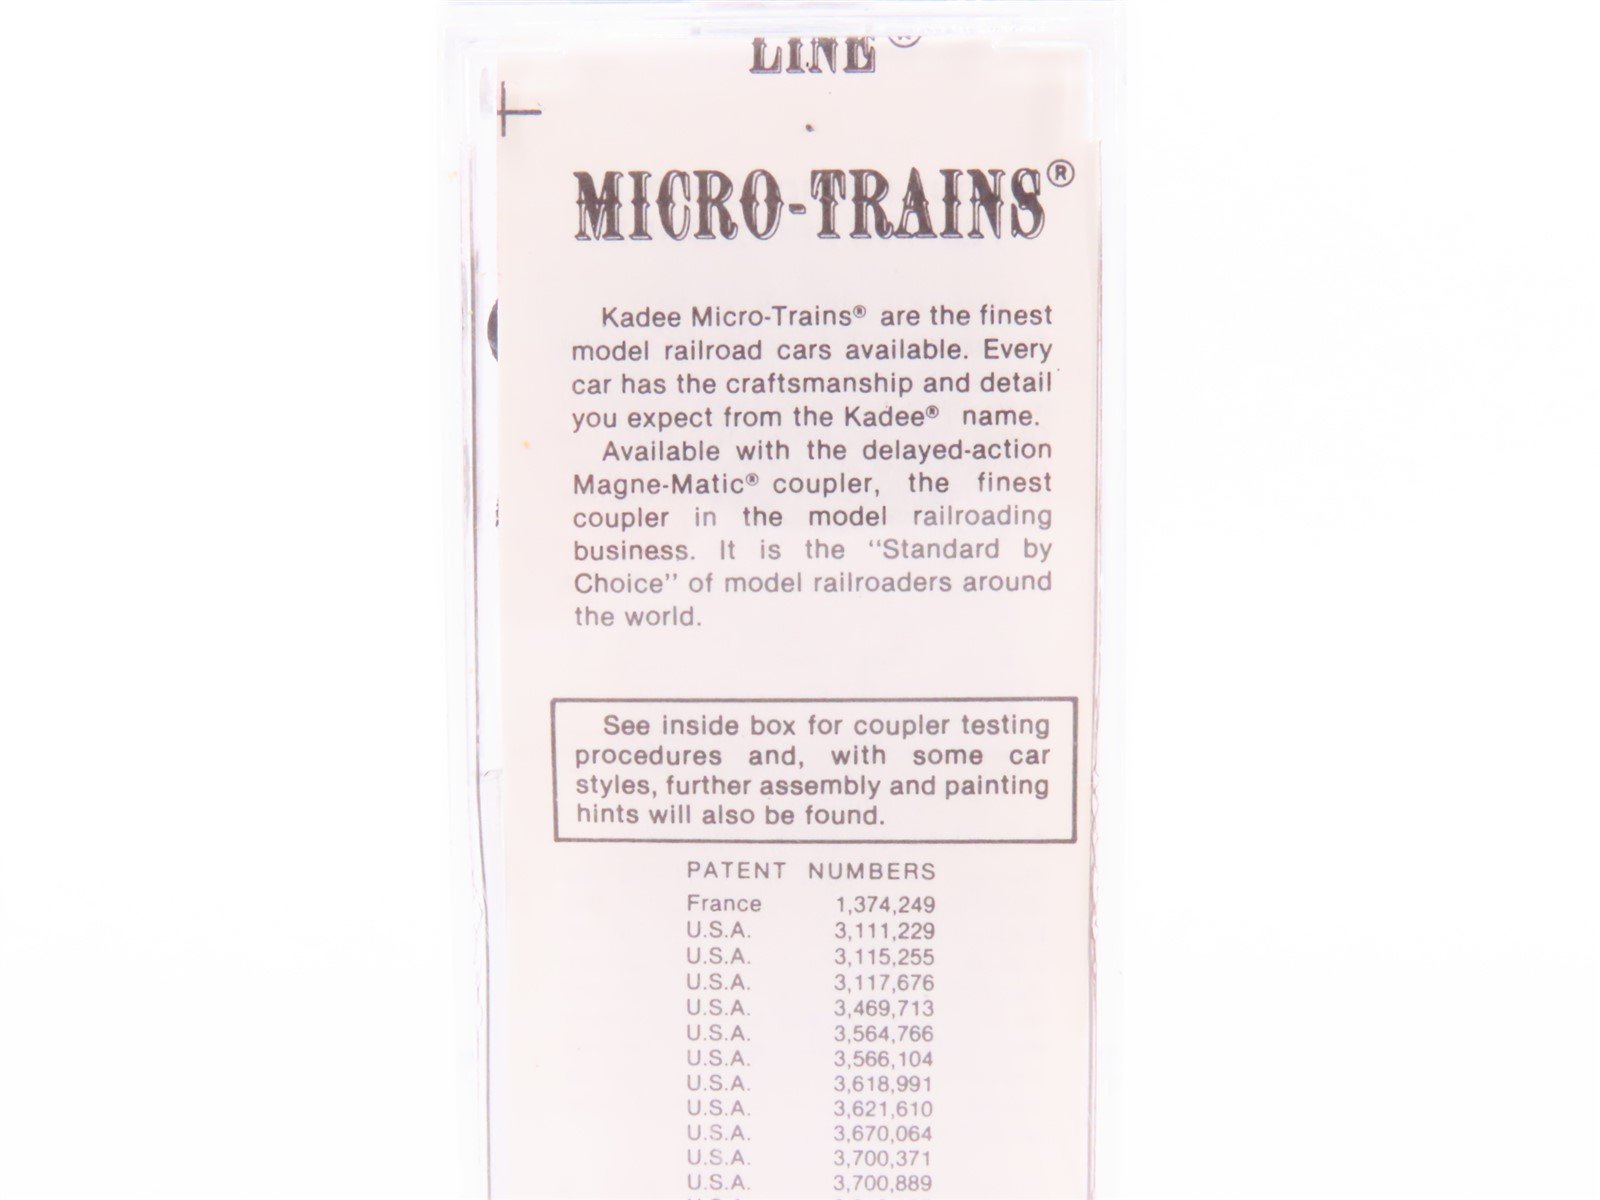 LINE®
MICRO-TRAINS®
Kadee Micro-Trains® are the finest
model railroad cars available. Every
car has the craftsmanship and detail
you expect from the Kadee® name.
Available with the delayed-action
Magne-Matic® coupler, the finest
coupler in the model railroading
business. It is the “Standard by
Choice” of model railroaders around
the world.
See inside box for coupler testing
procedures and, with some car
styles, further assembly and painting
hints will also be found.
PATENT NUMBERS
France 1,374,249
U.S.A. 3,111,229
U.S.A. 3,115,255
U.S.A. 3,117,676
U.S.A. 3,469,713
U.S.A. 3,564,766
U.S.A. 3,566,104
U.S.A. 3,618,991
U.S.A. 3,621,610
U.S.A. 3,670,064
U.S.A. 3,700,371
U.S.A. 3,700,889